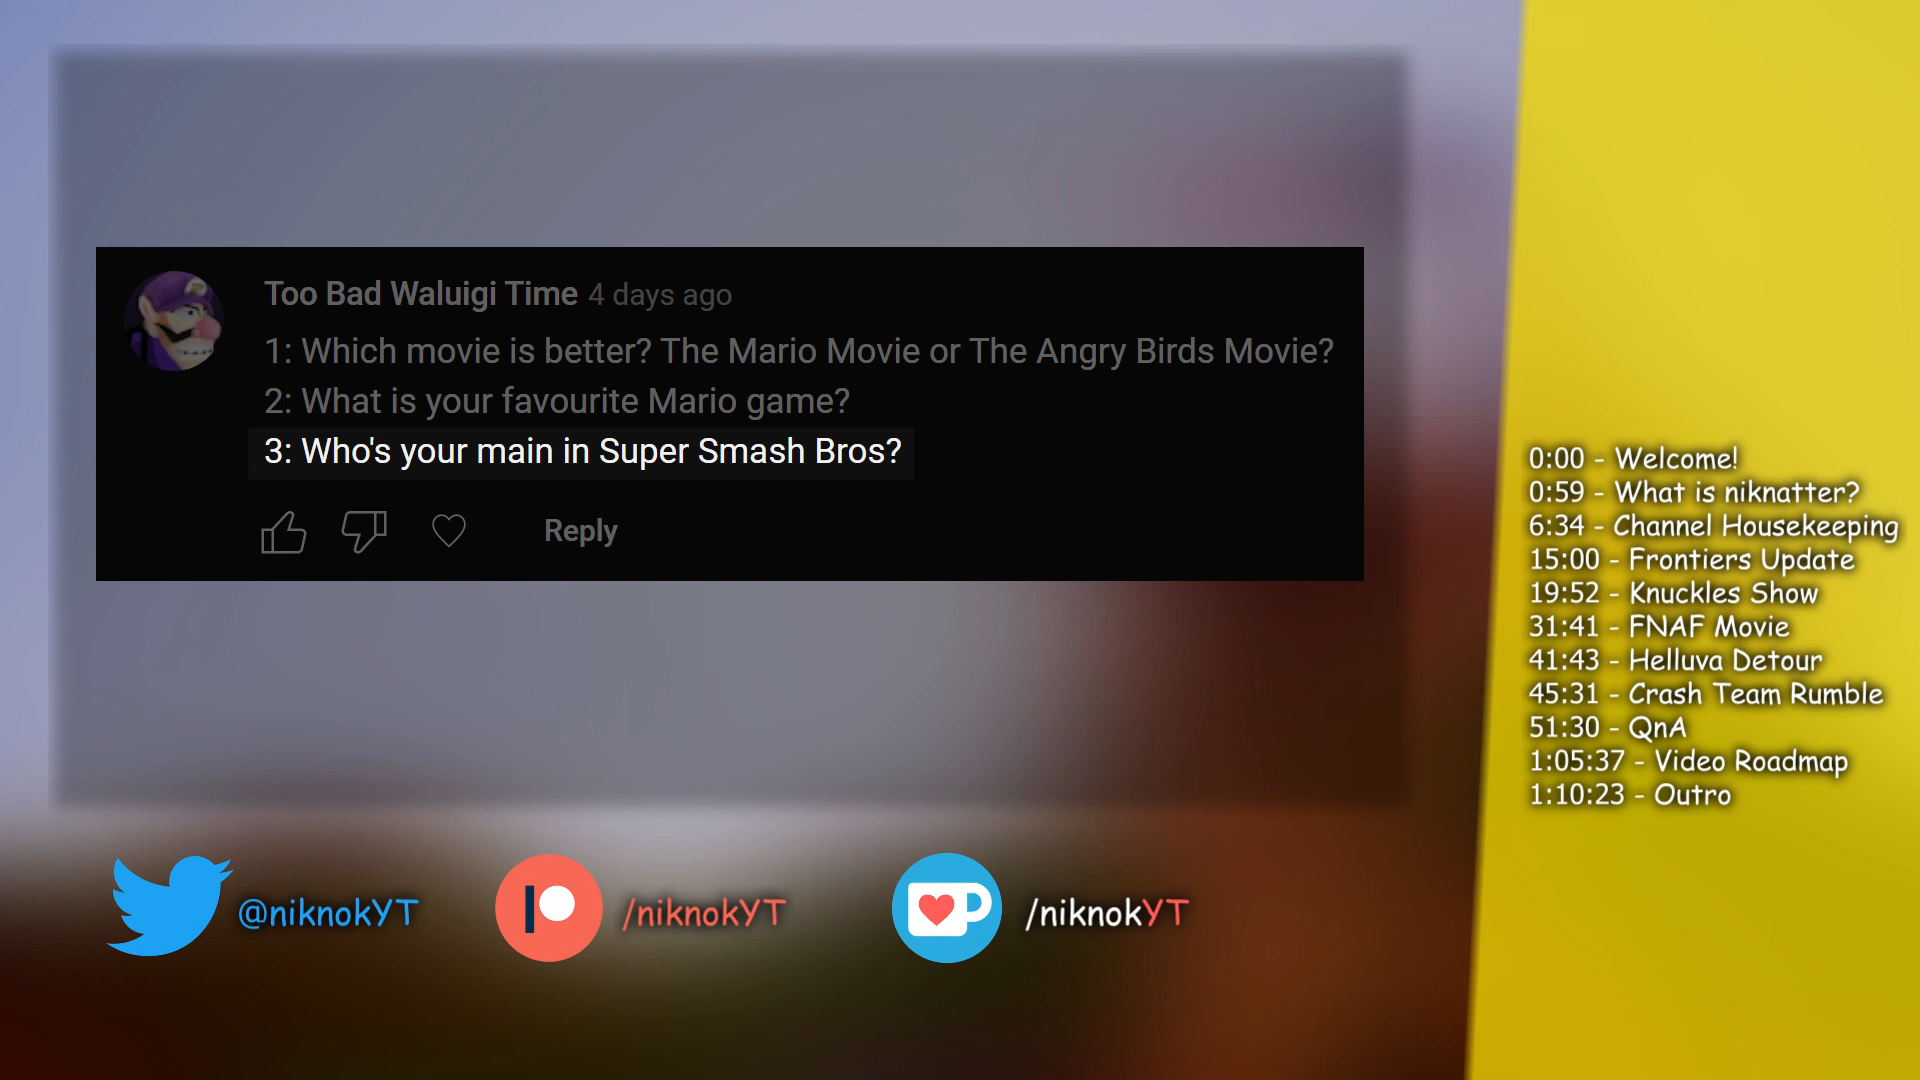 Too Bad Waluigi Time 4 days ago
1: Which movie is better? The Mario Movie or The Angry Birds Movie?
2: What is your favourite Mario game?
3: Who's your main in Super Smash Bros?
Reply
0:00 - Welcome!
0:59 - What is niknatter?
6:34 - Channel Housekeeping
15:00 - Frontiers Update
19:52 - Knuckles Show
31:41 - FNAF Movie
41:43 - Helluva Detour
45:31 - Crash Team Rumble
51:30 - QnA
1:05:37 - Video Roadmap
1:10:23 - Outro
@niknokYT
/niknokYT
/niknokYT